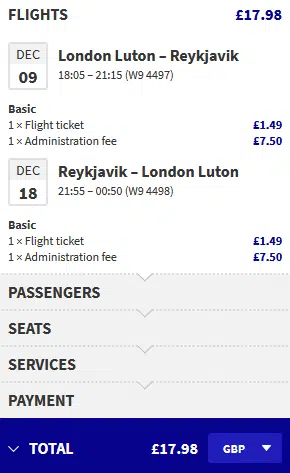 FLIGHTS £17.98
DEC
09
London Luton – Reykjavik
18:05 – 21:15 (W9 4497)
Basic
1 × Flight ticket £1.49
1 × Administration fee £7.50
DEC
18
Reykjavik – London Luton
21:55 – 00:50 (W9 4498)
Basic
1 × Flight ticket £1.49
1 × Administration fee £7.50
PASSENGERS
SEATS
SERVICES
PAYMENT
TOTAL £17.98 GBP